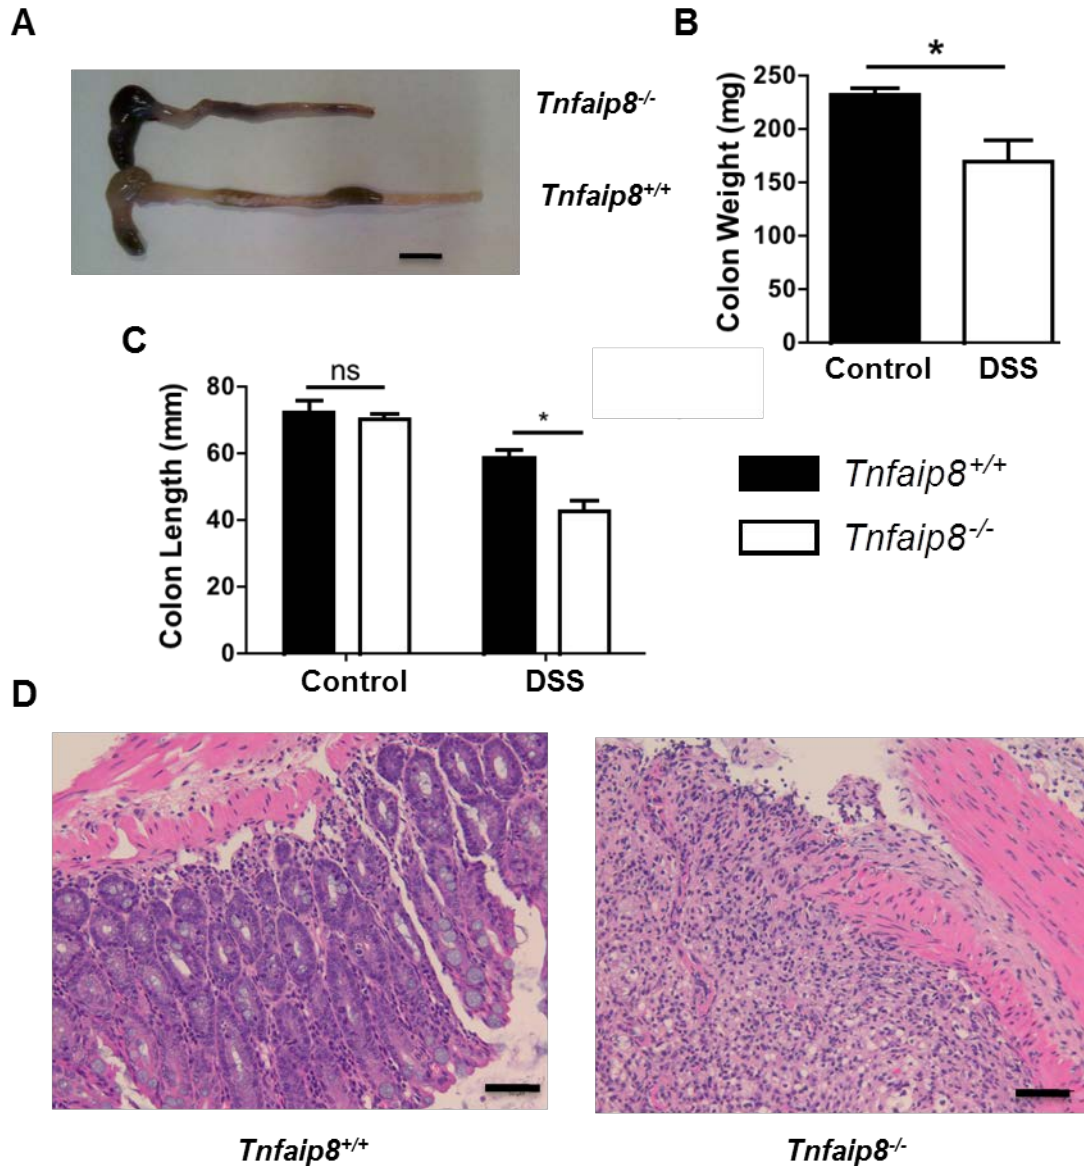 A
Tnfaip8-/-
Tnfaip8+/+
B
*
Colon Weight (mg)
250
200
150
100
50
0
Control DSS
C
Colon Length (mm)
80
60
40
20
0
ns
*
Control DSS
Tnfaip8+/+
Tnfaip8-/-
D
Tnfaip8+/+
Tnfaip8-/-